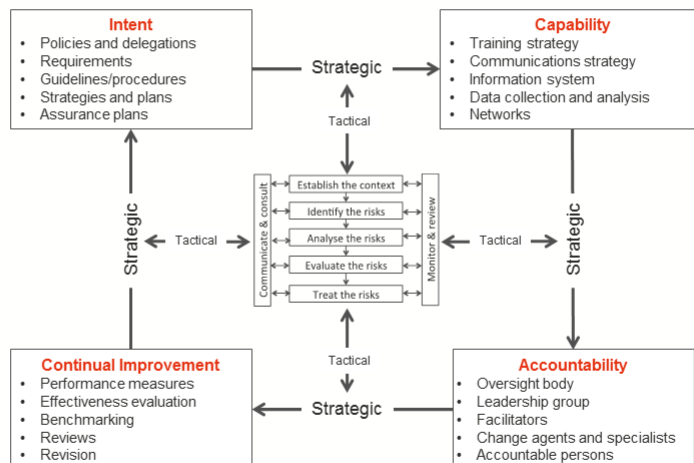 Intent
• Policies and delegations
• Requirements
• Guidelines/procedures
• Strategies and plans
• Assurance plans
Strategic
Capability
• Training strategy
• Communications strategy
• Information system
• Data collection and analysis
• Networks
Tactical
Strategic
Tactical
Communicate & consult
Establish the context
Identify the risks
Analyse the risks
Evaluate the risks
Treat the risks
Monitor & review
Tactical
Strategic
Tactical
Continual Improvement
• Performance measures
• Effectiveness evaluation
• Benchmarking
• Reviews
• Revision
Strategic
Accountability
• Oversight body
• Leadership group
• Facilitators
• Change agents and specialists
• Accountable persons